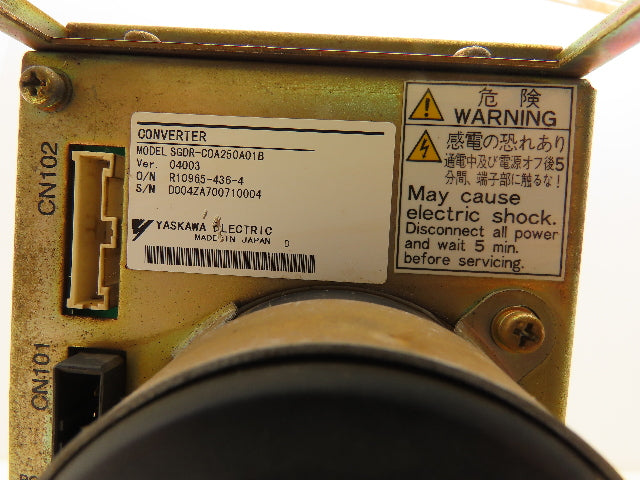 CONVERTER
MODEL SGDR-COA250A01B
Ver. 04003
O/N R10965-436-4
S/N D004ZA700710004
YASKAWA ELECTRIC
MADE IN JAPAN
危険
WARNING
感電の恐れあり
通電中及び電源オフ後5
分間、端子部に触るな!
May cause
electric shock.
Disconnect all power
and wait 5 min.
before servicing.
CN102
CN101